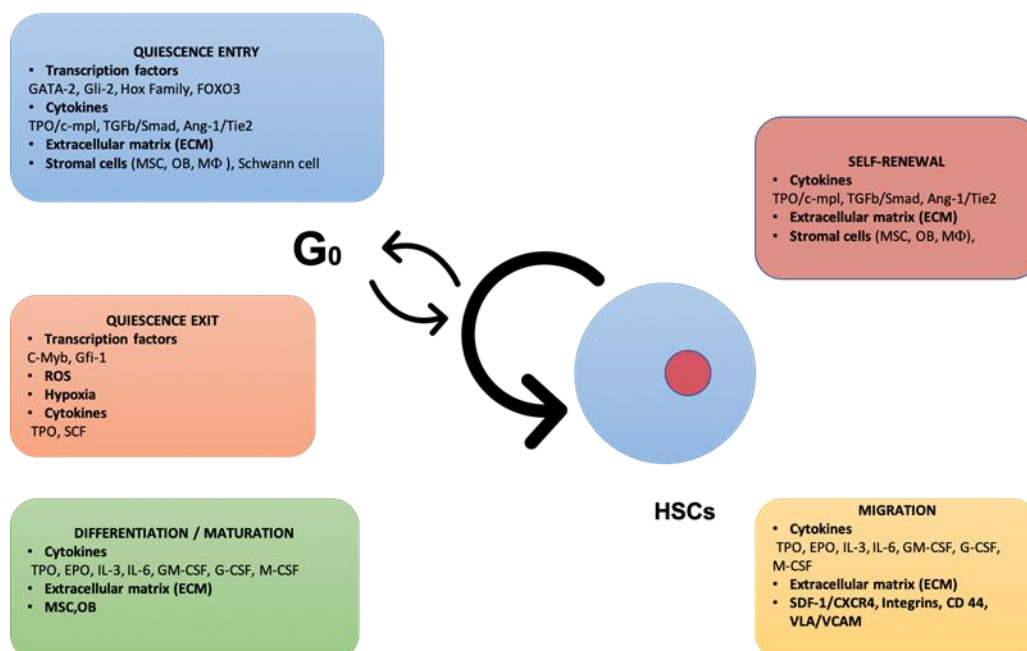 QUIESCENCE ENTRY
• Transcription factors
GATA-2, Gli-2, Hox Family, FOXO3
• Cytokines
TPO/c-mpl, TGFb/Smad, Ang-1/Tie2
• Extracellular matrix (ECM)
• Stromal cells (MSC, OB, MΦ ), Schwann cell
SELF-RENEWAL
• Cytokines
TPO/c-mpl, TGFb/Smad, Ang-1/Tie2
• Extracellular matrix (ECM)
• Stromal cells (MSC, OB, MΦ),
G0
QUIESCENCE EXIT
• Transcription factors
C-Myb, Gfi-1
• ROS
• Hypoxia
• Cytokines
TPO, SCF
HSCs
DIFFERENTIATION / MATURATION
• Cytokines
TPO, EPO, IL-3, IL-6, GM-CSF, G-CSF, M-CSF
• Extracellular matrix (ECM)
• MSC,OB
MIGRATION
• Cytokines
TPO, EPO, IL-3, IL-6, GM-CSF, G-CSF,
M-CSF
• Extracellular matrix (ECM)
• SDF-1/CXCR4, Integrins, CD 44,
VLA/VCAM